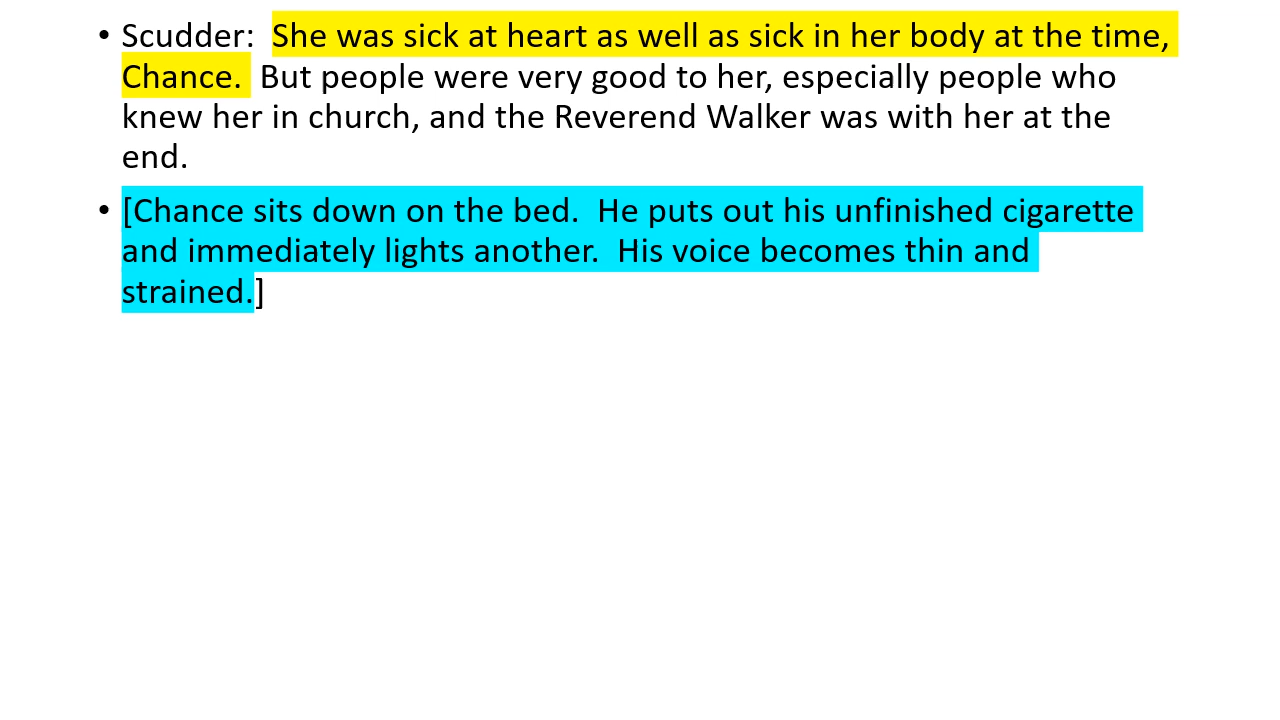 • Scudder:  She was sick at heart as well as sick in her body at the time,
Chance.  But people were very good to her, especially people who
knew her in church, and the Reverend Walker was with her at the
end.
• [Chance sits down on the bed.  He puts out his unfinished cigarette
and immediately lights another.  His voice becomes thin and
strained.]